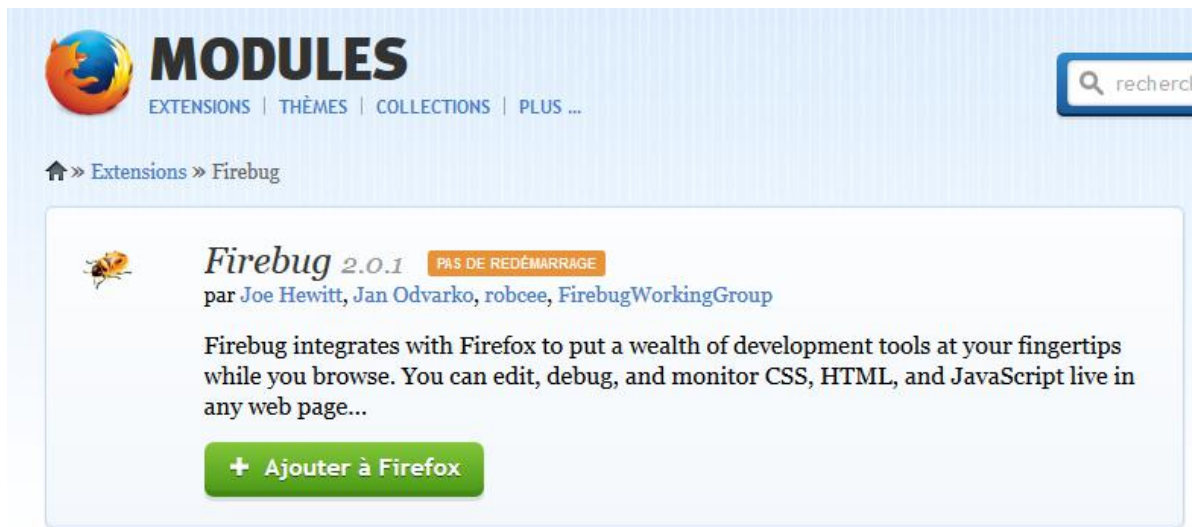 MODULES
EXTENSIONS | THÈMES | COLLECTIONS | PLUS ...
recherch
» Extensions » Firebug
Firebug 2.0.1 PAS DE REDÉMARRAGE
par Joe Hewitt, Jan Odvarko, robcee, FirebugWorkingGroup
Firebug integrates with Firefox to put a wealth of development tools at your fingertips
while you browse. You can edit, debug, and monitor CSS, HTML, and JavaScript live in
any web page...
+ Ajouter à Firefox